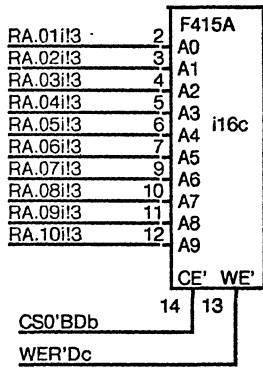 F415A
RA.01i!3 2 A0
RA.02i!3 3 A1
RA.03i!3 4 A2
RA.04i!3 5 A3
i16c
RA.05i!3 6 A4
RA.06i!3 7 A5
RA.07i!3 9 A6
RA.08i!3 10 A7
RA.09i!3 11 A8
RA.10i!3 12 A9
CE' WE'
14 13
CS0'BDb
WER'Dc